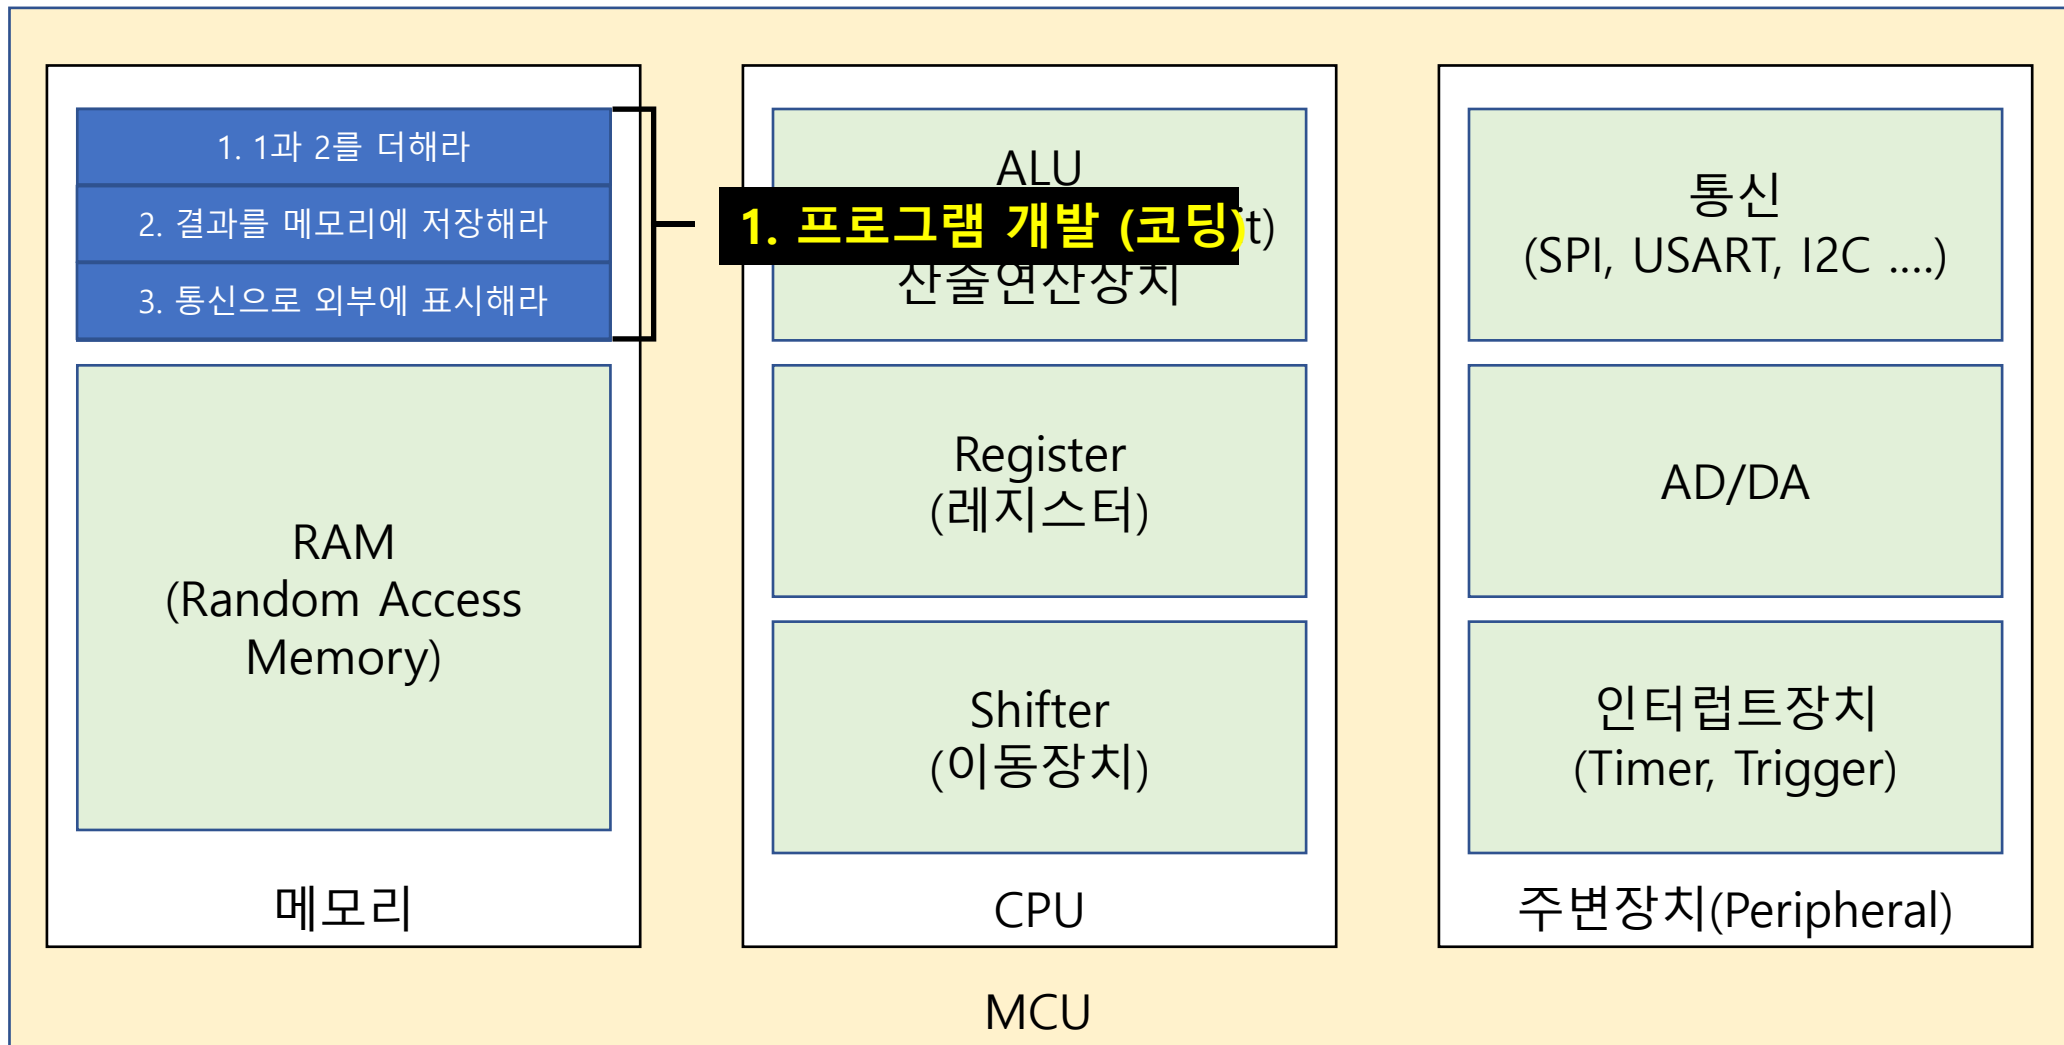 1. 1과 2를 더해라
2. 결과를 메모리에 저장해라
3. 통신으로 외부에 표시해라
RAM
(Random Access
Memory)
메모리
1. 프로그램 개발 (코딩)
ALU
t)
산술연산장치
Register
(레지스터)
Shifter
(이동장치)
CPU
통신
(SPI, USART, I2C ....)
AD/DA
인터럽트장치
(Timer, Trigger)
주변장치(Peripheral)
MCU